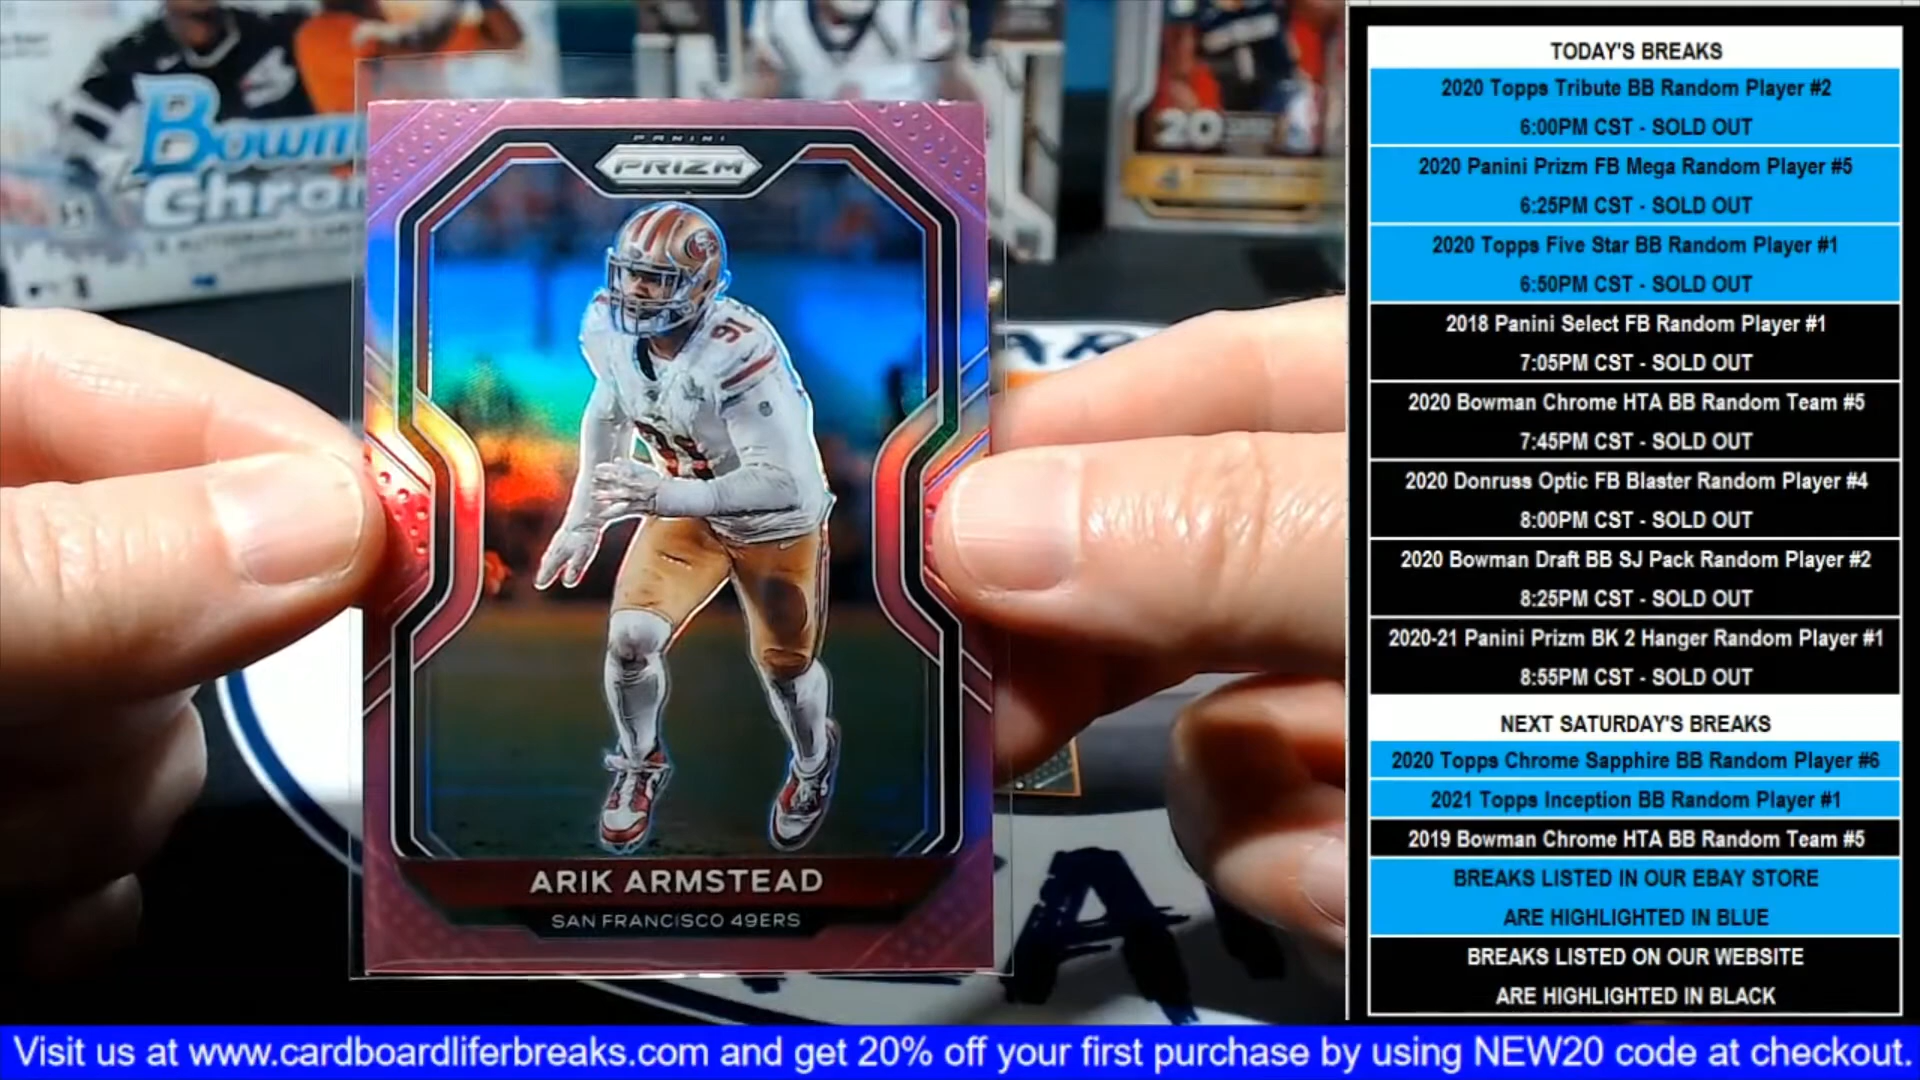 Bowm
Chro
20
PANINI
PRIZM
91
91
ARIK ARMSTEAD
SAN FRANCISCO 49ERS
TODAY'S BREAKS
2020 Topps Tribute BB Random Player #2
6:00PM CST - SOLD OUT
2020 Panini Prizm FB Mega Random Player #5
6:25PM CST - SOLD OUT
2020 Topps Five Star BB Random Player #1
6:50PM CST - SOLD OUT
2018 Panini Select FB Random Player #1
7:05PM CST - SOLD OUT
2020 Bowman Chrome HTA BB Random Team #5
7:45PM CST - SOLD OUT
2020 Donruss Optic FB Blaster Random Player #4
8:00PM CST - SOLD OUT
2020 Bowman Draft BB SJ Pack Random Player #2
8:25PM CST - SOLD OUT
2020-21 Panini Prizm BK 2 Hanger Random Player #1
8:55PM CST - SOLD OUT
NEXT SATURDAY'S BREAKS
2020 Topps Chrome Sapphire BB Random Player #6
2021 Topps Inception BB Random Player #1
2019 Bowman Chrome HTA BB Random Team #5
BREAKS LISTED IN OUR EBAY STORE
ARE HIGHLIGHTED IN BLUE
BREAKS LISTED ON OUR WEBSITE
ARE HIGHLIGHTED IN BLACK
Visit us at www.cardboardliferbreaks.com and get 20% off your first purchase by using NEW20 code at checkout.